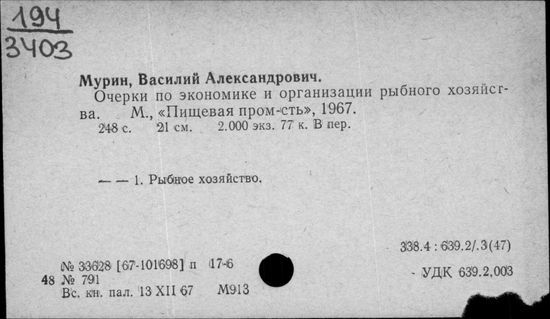 194
3403
Мурин, Василий Александрович.
Очерки по экономике и организации рыбного хозяйст-
ва. М., «Пищевая пром-сть», 1967.
248 с. 21 см. 2.000 экз. 77 к. В пер.
— — 1. Рыбное хозяйство.
338.4 : 639.2/.3(47)
№ 33628 [67-101698] п 17-6
48 № 791
УДК 639.2.003
Вс. кн. пал. 13 XII 67 М913